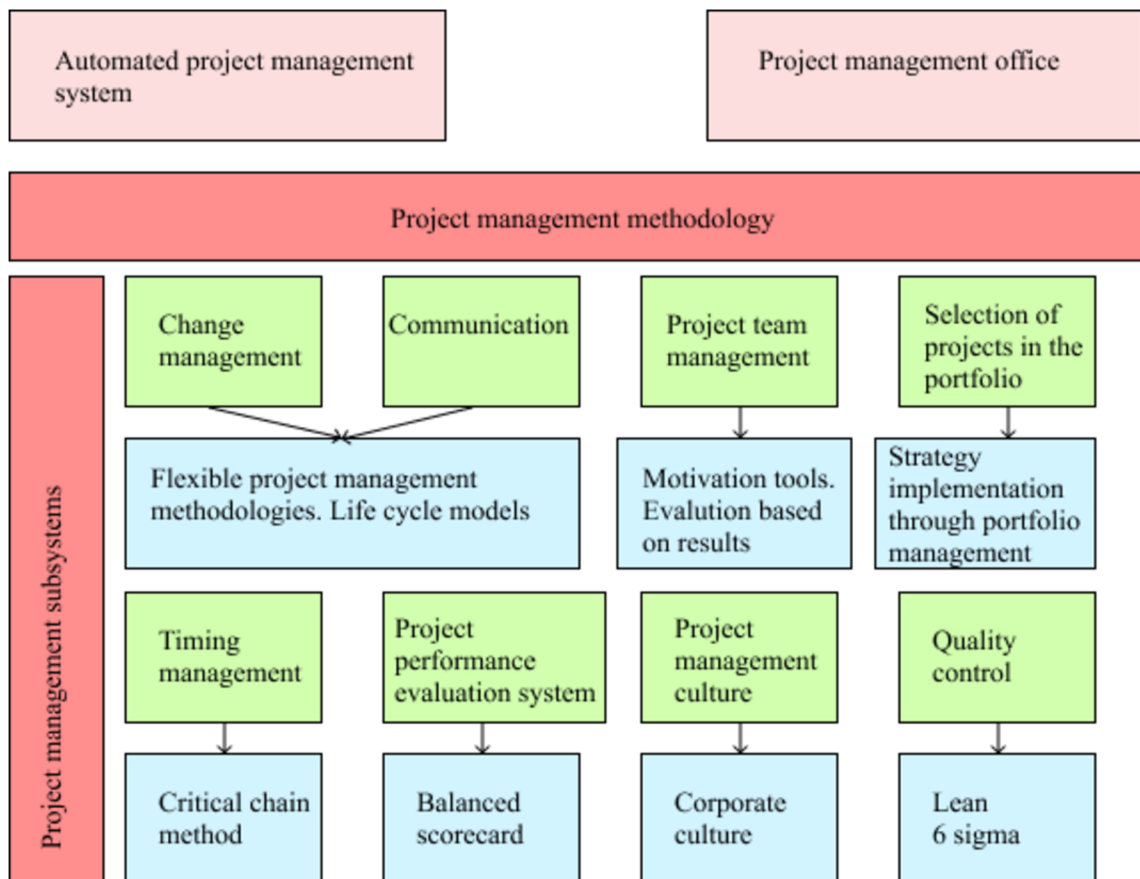 Automated project management
system
Project management office
Project management methodology
Project management subsystems
Change
management
Communication
Project team
management
Selection of
projects in the
portfolio
Flexible project management
methodologies. Life cycle models
Motivation tools.
Evalution based
on results
Strategy
implementation
through portfolio
management
Timing
management
Project
performance
evaluation system
Project
management
culture
Quality
control
Critical chain
method
Balanced
scorecard
Corporate
culture
Lean
6 sigma